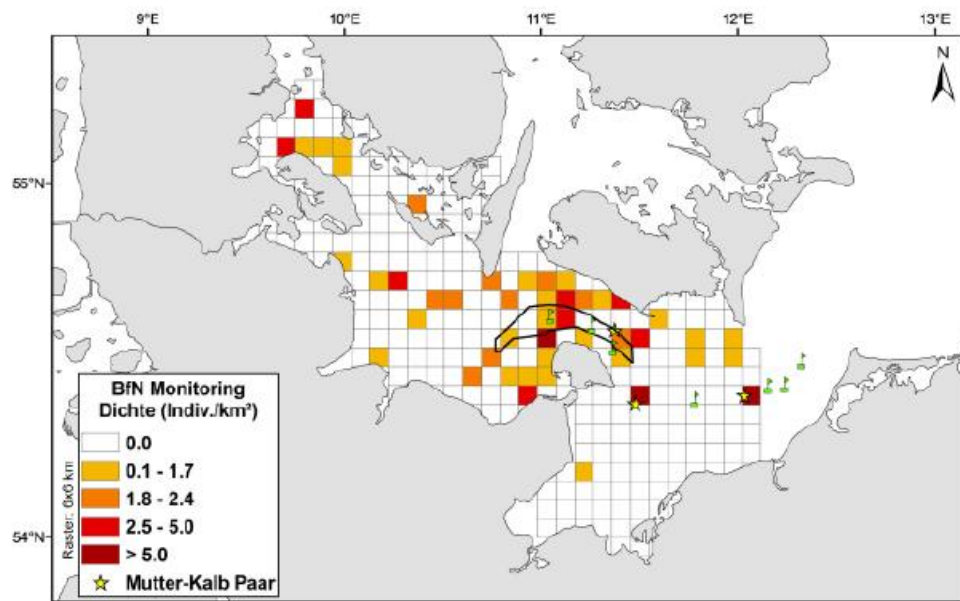 9°E 10°E 11°E 12°E 13°E
N
55°N
54°N
BfN Monitoring
Dichte (Indiv./km²)
0.0
0.1 - 1.7
1.8 - 2.4
2.5 - 5.0
> 5.0
Mutter-Kalb Paar
Raster: 6x6 km